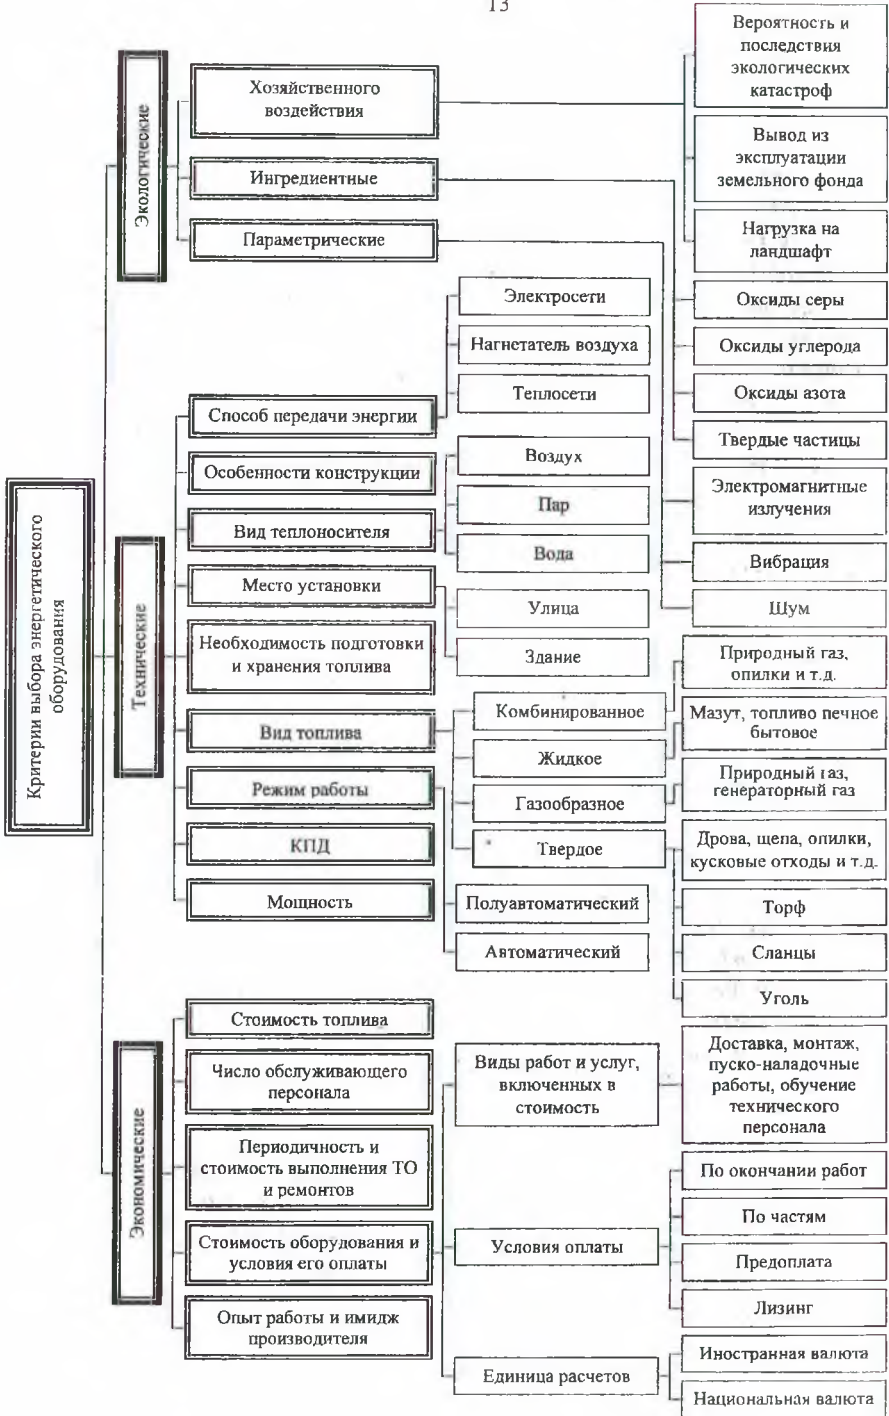 13
Критерии выбора энергетического
оборудования
Экологические
Хозяйственного
воздействия
Вероятность и
последствия
экологических
катастроф
Вывод из
эксплуатации
земельного фонда
Нагрузка на
ландшафт
Ингредиентные
Оксиды серы
Оксиды углерода
Оксиды азота
Твердые частицы
Параметрические
Электромагнитные
излучения
Вибрация
Шум
Технические
Способ передачи энергии
Электросети
Нагнетатель воздуха
Теплосети
Особенности конструкции
Вид теплоносителя
Воздух
Пар
Вода
Место установки
Улица
Здание
Необходимость подготовки
и хранения топлива
Вид топлива
Комбинированное
Природный газ,
опилки и т.д.
Жидкое
Мазут, топливо печное
бытовое
Газообразное
Природный газ,
генераторный газ
Твердое
Дрова, щепа, опилки,
кусковые отходы и т.д.
Торф
Сланцы
Уголь
Режим работы
Полуавтоматический
Автоматический
КПД
Мощность
Экономические
Стоимость топлива
Число обслуживающего
персонала
Периодичность и
стоимость выполнения ТО
и ремонтов
Стоимость оборудования и
условия его оплаты
Виды работ и услуг,
включенных в
стоимость
Доставка, монтаж,
пуско-наладочные
работы, обучение
технического
персонала
Условия оплаты
По окончании работ
По частям
Предоплата
Лизинг
Единица расчетов
Иностранная валюта
Национальная валюта
Опыт работы и имидж
производителя